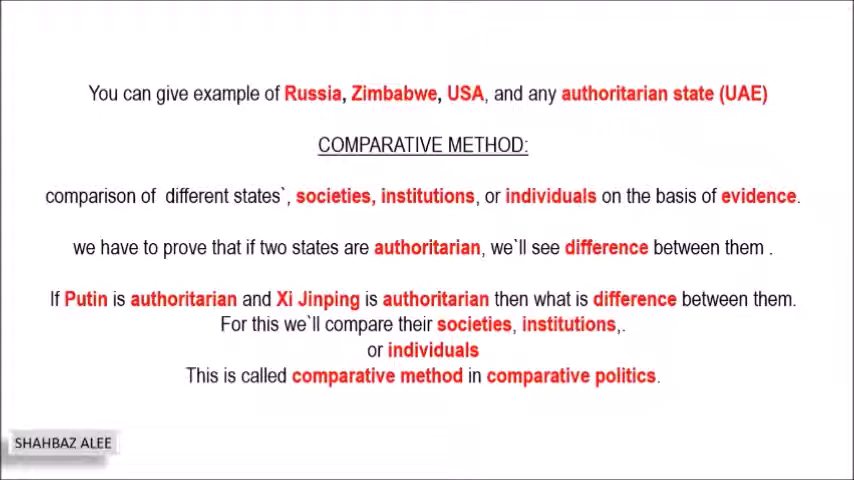 You can give example of Russia, Zimbabwe, USA, and any authoritarian state (UAE)
COMPARATIVE METHOD:
comparison of different states`, societies, institutions, or individuals on the basis of evidence.
we have to prove that if two states are authoritarian, we`ll see difference between them .
If Putin is authoritarian and Xi Jinping is authoritarian then what is difference between them.
For this we`ll compare their societies, institutions,.
or individuals
This is called comparative method in comparative politics.
SHAHBAZ ALEE